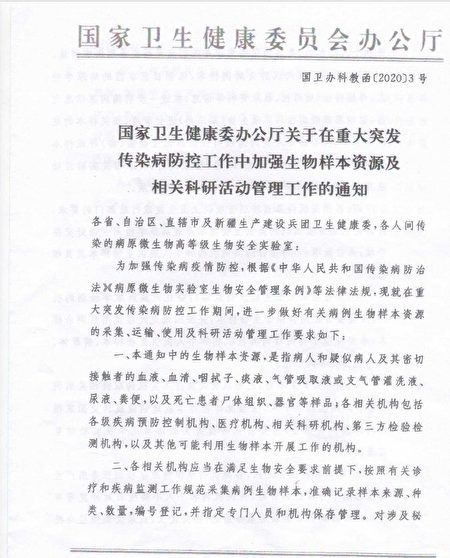 国家卫生健康委员会办公厅
国卫办科教函〔2020〕3号
国家卫生健康委办公厅关于在重大突发
传染病防控工作中加强生物样本资源及
相关科研活动管理工作的通知
各省、自治区、直辖市及新疆生产建设兵团卫生健康委，各人间传
染的病原微生物高等级生物安全实验室：
为加强传染病疫情防控，根据《中华人民共和国传染病防治
法》《病原微生物实验室生物安全管理条例》等法律法规，现就在重
大突发传染病防控工作期间，进一步做好有关病例生物样本资源
的采集、运输、使用及科研活动管理工作要求如下：
一、本通知中的生物样本资源，是指病人和疑似病人及其密切
接触者的血液、血清、咽拭子、痰液、气管吸取液或支气管灌洗液、
尿液、粪便，以及死亡患者尸体组织、器官等样品；各相关机构包括
各级疾病预防控制机构、医疗机构、相关科研机构、第三方检验检
测机构，以及其他可能利用生物样本开展工作的机构。
二、各相关机构应当在满足生物安全要求前提下，按照有关诊
疗和疾病监测工作规范采集病例生物样本，准确记录样本来源、种
类、数量，编号登记，并指定专门人员和机构保存管理。对涉及秘